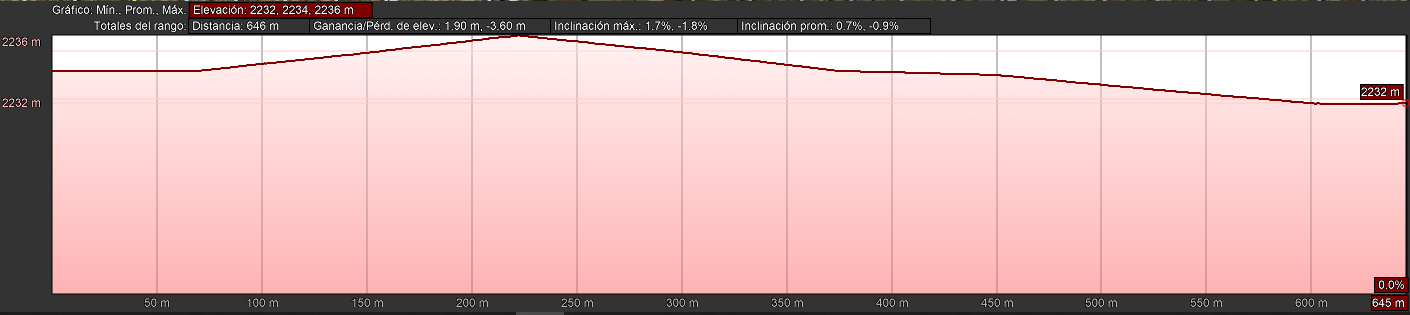 Gráfico: Mín., Prom., Máx. Elevación: 2232, 2234, 2236 m
Totales del rango: Distancia: 646 m Ganancia/Pérd. de elev.: 1.90 m, -3.60 m Inclinación máx.: 1.7%, -1.8% Inclinación prom.: 0.7%, -0.9%
2236 m
2232 m
2232 m
0.0%
50 m 100 m 150 m 200 m 250 m 300 m 350 m 400 m 450 m 500 m 550 m 600 m 645 m